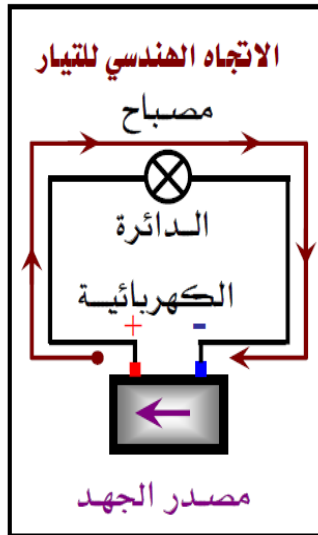 الاتجاه الهندسي للتيار
مصباح
الدائرة
الكهربائية
+ -
مصدر الجهد